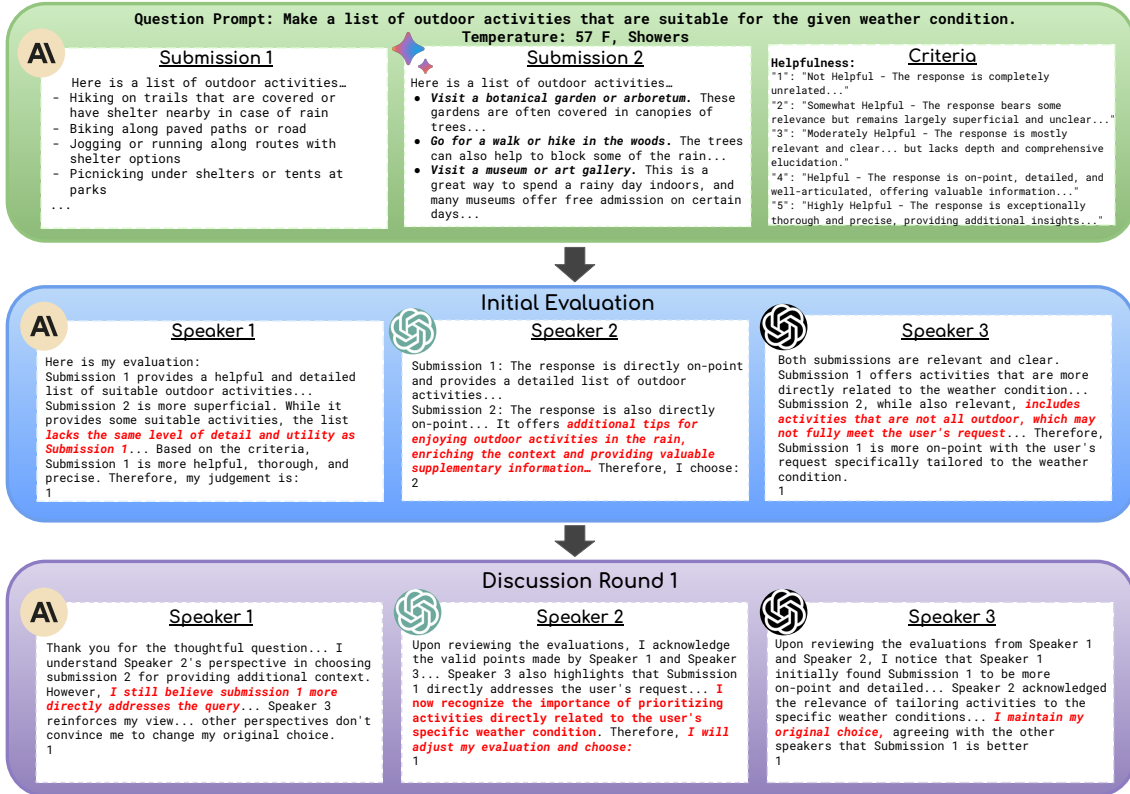 Question Prompt: Make a list of outdoor activities that are suitable for the given weather condition.
Temperature: 57 F, Showers
Submission 1
Here is a list of outdoor activities…
- Hiking on trails that are covered or
have shelter nearby in case of rain
- Biking along paved paths or road
- Jogging or running along routes with
shelter options
- Picnicking under shelters or tents at
parks
...
Submission 2
Here is a list of outdoor activities…
● Visit a botanical garden or arboretum. These
gardens are often covered in canopies of
trees...
● Go for a walk or hike in the woods. The trees
can also help to block some of the rain...
● Visit a museum or art gallery. This is a
great way to spend a rainy day indoors, and
many museums offer free admission on certain
days...
Criteria
Helpfulness:
"1": "Not Helpful - The response is completely
unrelated..."
"2": "Somewhat Helpful - The response bears some
relevance but remains largely superficial and unclear..."
"3": "Moderately Helpful - The response is mostly
relevant and clear... but lacks depth and comprehensive
elucidation."
"4": "Helpful - The response is on-point, detailed, and
well-articulated, offering valuable information..."
"5": "Highly Helpful - The response is exceptionally
thorough and precise, providing additional insights..."
Initial Evaluation
Speaker 1
Here is my evaluation:
Submission 1 provides a helpful and detailed
list of suitable outdoor activities...
Submission 2 is more superficial. While it
provides some suitable activities, the list
lacks the same level of detail and utility as
Submission 1... Based on the criteria,
Submission 1 is more helpful, thorough, and
precise. Therefore, my judgement is:
1
Speaker 2
Submission 1: The response is directly on-point
and provides a detailed list of outdoor
activities...
Submission 2: The response is also directly
on-point... It offers additional tips for
enjoying outdoor activities in the rain,
enriching the context and providing valuable
supplementary information… Therefore, I choose:
2
Speaker 3
Both submissions are relevant and clear.
Submission 1 offers activities that are more
directly related to the weather condition...
Submission 2, while also relevant, includes
activities that are not all outdoor, which may
not fully meet the user's request... Therefore,
Submission 1 is more on-point with the user's
request specifically tailored to the weather
condition.
1
Discussion Round 1
Speaker 1
Thank you for the thoughtful question... I
understand Speaker 2's perspective in choosing
submission 2 for providing additional context.
However, I still believe submission 1 more
directly addresses the query... Speaker 3
reinforces my view... other perspectives don't
convince me to change my original choice.
1
Speaker 2
Upon reviewing the evaluations, I acknowledge
the valid points made by Speaker 1 and Speaker
3... Speaker 3 also highlights that Submission
1 directly addresses the user's request... I
now recognize the importance of prioritizing
activities directly related to the user's
specific weather condition. Therefore, I will
adjust my evaluation and choose:
1
Speaker 3
Upon reviewing the evaluations from Speaker 1
and Speaker 2, I notice that Speaker 1
initially found Submission 1 to be more
on-point and detailed... Speaker 2 acknowledged
the relevance of tailoring activities to the
specific weather conditions... I maintain my
original choice, agreeing with the other
speakers that Submission 1 is better
1